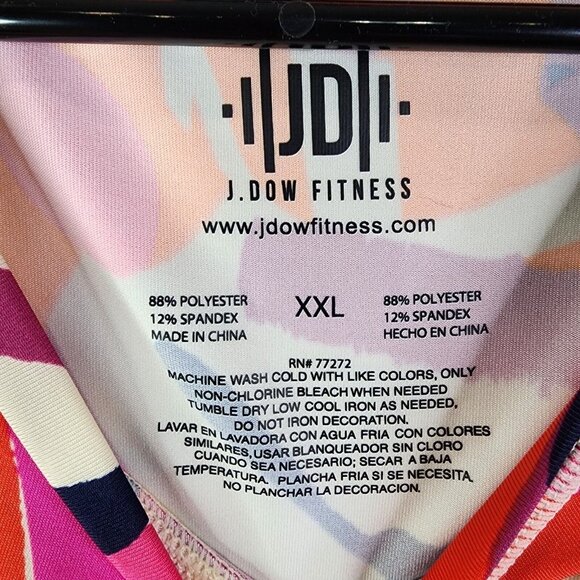 JD
J.DOW FITNESS
www.jdowfitness.com
88% POLYESTER
12% SPANDEX
MADE IN CHINA
XXL
88% POLYESTER
12% SPANDEX
HECHO EN CHINA
RN# 77272
MACHINE WASH COLD WITH LIKE COLORS, ONLY
NON-CHLORINE BLEACH WHEN NEEDED
TUMBLE DRY LOW COOL IRON AS NEEDED,
DO NOT IRON DECORATION.
LAVAR EN LAVADORA CON AGUA FRIA CON COLORES
SIMILARES, USAR BLANQUEADOR SIN CLORO
CUANDO SEA NECESARIO; SECAR A BAJA
TEMPERATURA. PLANCHA FRIA SI SE NECESITA,
NO PLANCHAR LA DECORACION.